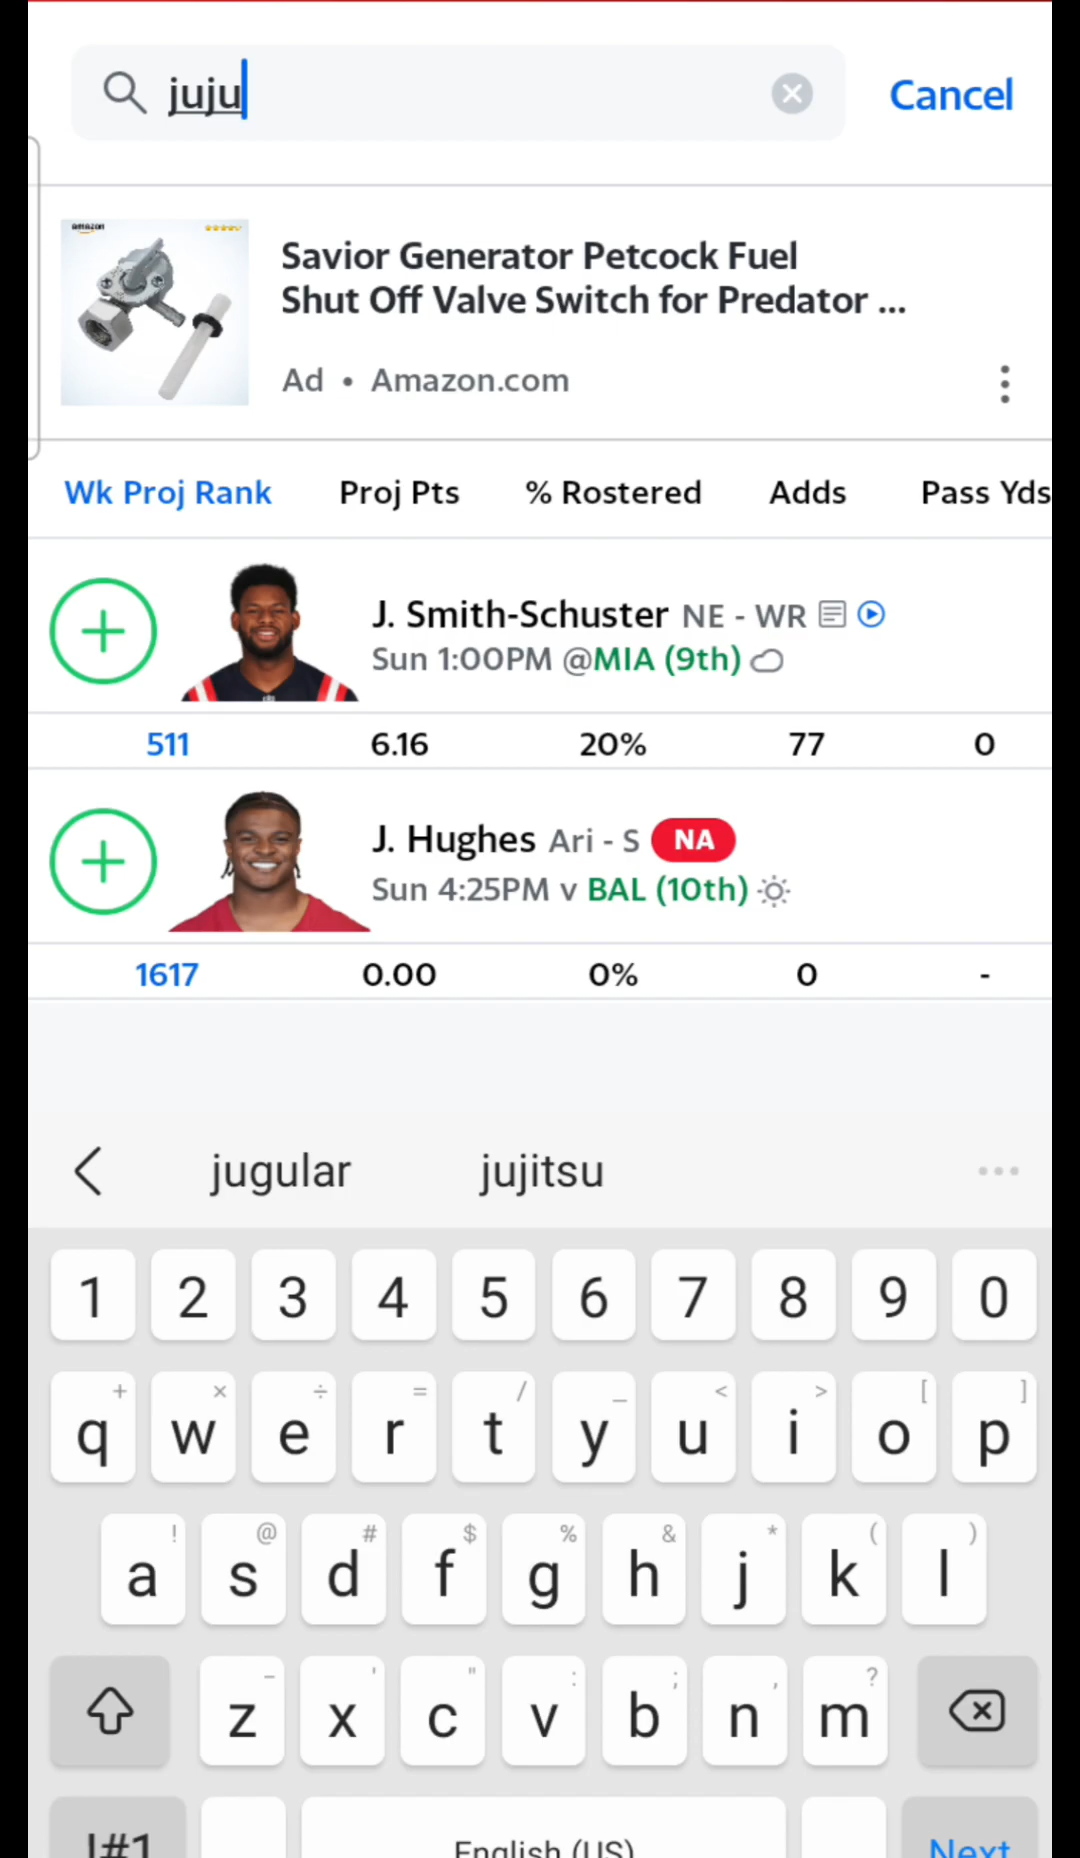 juju
Cancel
amazon
Savior Generator Petcock Fuel
Shut Off Valve Switch for Predator ...
Ad • Amazon.com
Wk Proj Rank Proj Pts % Rostered Adds Pass Yds
J. Smith-Schuster NE - WR
Sun 1:00PM @MIA (9th)
511 6.16 20% 77 0
J. Hughes Ari - S NA
Sun 4:25PM v BAL (10th)
1617 0.00 0% 0 -
jugular jujitsu ...
1 2 3 4 5 6 7 8 9 0
+ × ÷ = / _ < > [ ]
q w e r t y u i o p
! @ # $ % & * ( )
a s d f g h j k l
- ' " : ; , ?
z x c v b n m
!#1 English (US) Next